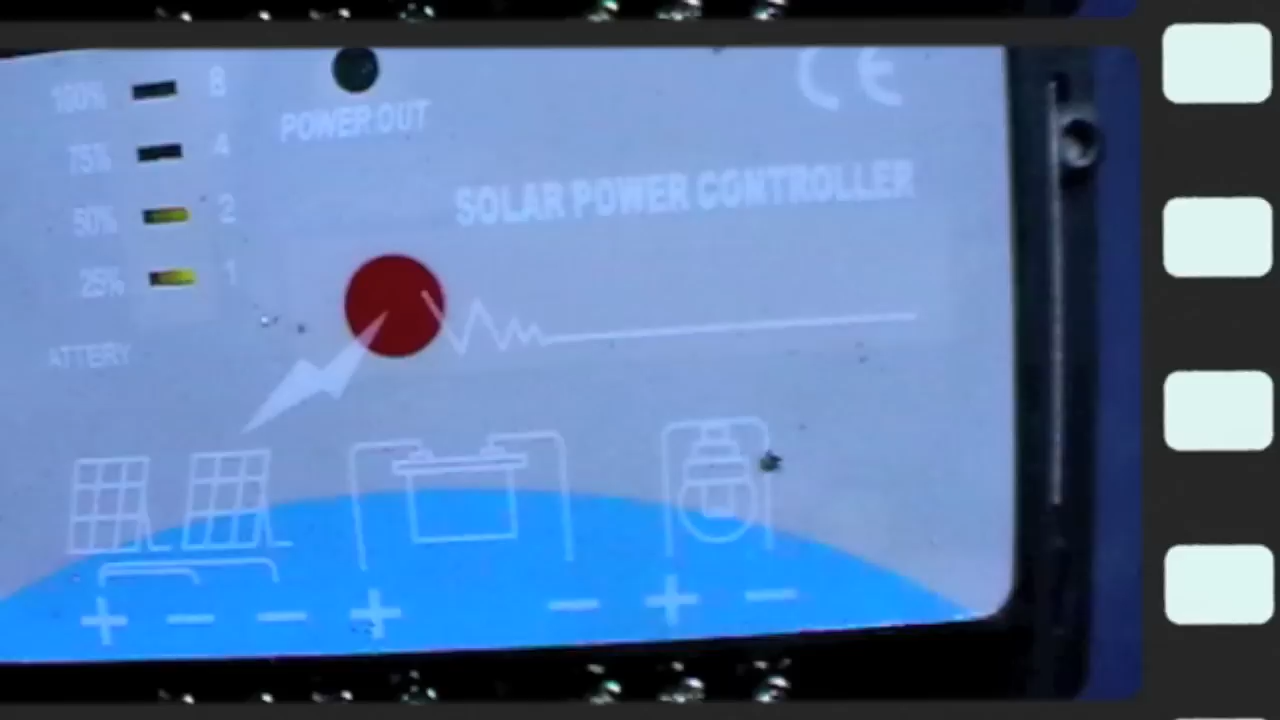 100% 8
POWER OUT
CE
75% 4
SOLAR POWER CONTROLLER
50% 2
25% 1
ATTERY
+ − − + − + −